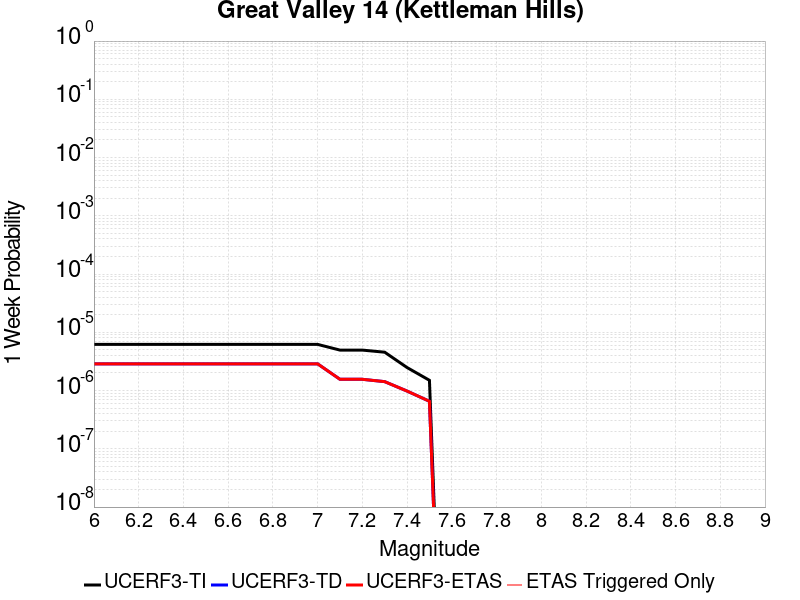 Great Valley 14 (Kettleman Hills)
10^0
10^-1
10^-2
10^-3
10^-4
10^-5
10^-6
10^-7
10^-8
1 Week Probability
6 6.2 6.4 6.6 6.8 7 7.2 7.4 7.6 7.8 8 8.2 8.4 8.6 8.8 9
Magnitude
UCERF3-TI UCERF3-TD UCERF3-ETAS ETAS Triggered Only